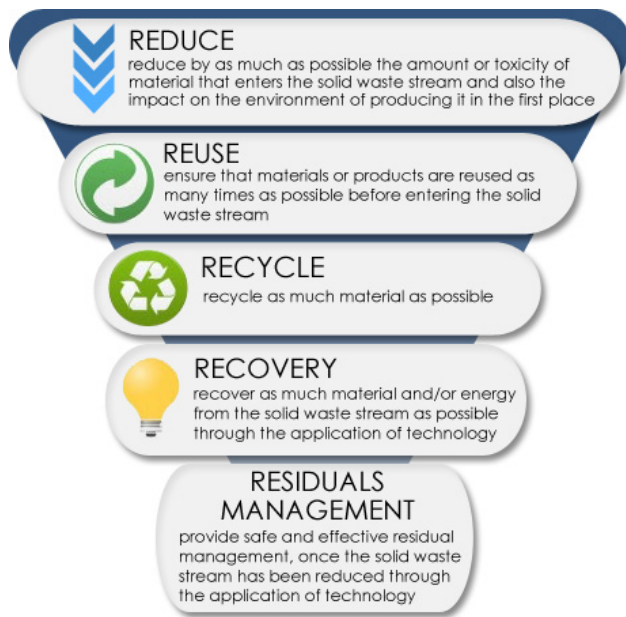 REDUCE
reduce by as much as possible the amount or toxicity of
material that enters the solid waste stream and also the
impact on the environment of producing it in the first place
REUSE
ensure that materials or products are reused as
many times as possible before entering the solid
waste stream
RECYCLE
recycle as much material as possible
RECOVERY
recover as much material and/or energy
from the solid waste stream as possible
through the application of technology
RESIDUALS
MANAGEMENT
provide safe and effective residual
management, once the solid waste
stream has been reduced through
the application of technology